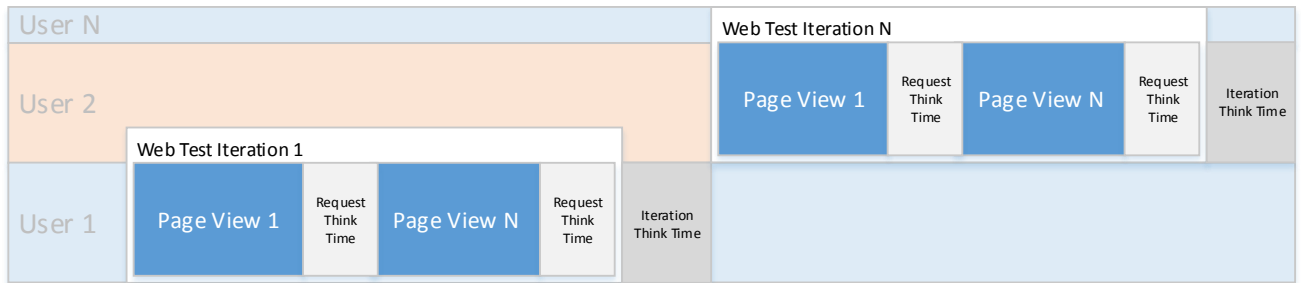 User N
Web Test Iteration N
User 2
Page View 1
Request
Think
Time
Page View N
Request
Think
Time
Iteration
Think Time
Web Test Iteration 1
User 1
Page View 1
Request
Think
Time
Page View N
Request
Think
Time
Iteration
Think Time